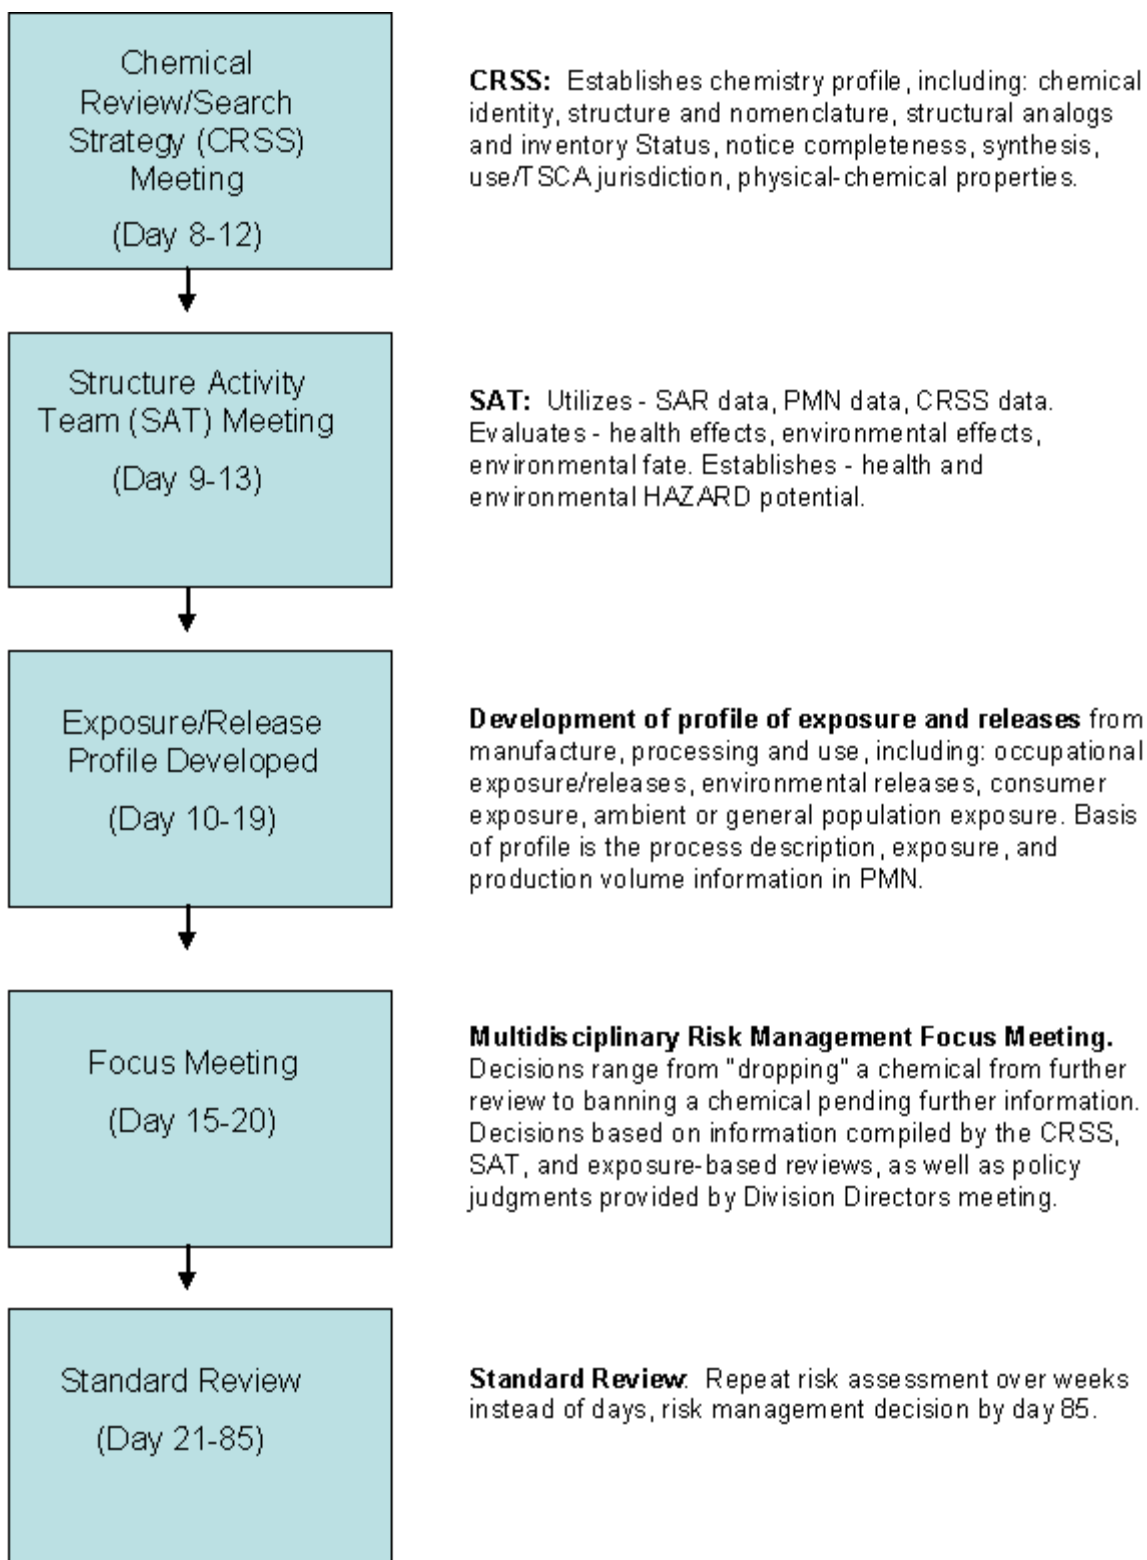 Chemical
Review/Search
Strategy (CRSS)
Meeting
(Day 8-12)
CRSS: Establishes chemistry profile, including: chemical
identity, structure and nomenclature, structural analogs
and inventory Status, notice completeness, synthesis,
use/TSCA jurisdiction, physical-chemical properties.
Structure Activity
Team (SAT) Meeting
(Day 9-13)
SAT: Utilizes - SAR data, PMN data, CRSS data.
Evaluates - health effects, environmental effects,
environmental fate. Establishes - health and
environmental HAZARD potential.
Exposure/Release
Profile Developed
(Day 10-19)
Development of profile of exposure and releases from
manufacture, processing and use, including: occupational
exposure/releases, environmental releases, consumer
exposure, ambient or general population exposure. Basis
of profile is the process description, exposure, and
production volume information in PMN.
Focus Meeting
(Day 15-20)
Multidisciplinary Risk Management Focus Meeting.
Decisions range from "dropping" a chemical from further
review to banning a chemical pending further information.
Decisions based on information compiled by the CRSS,
SAT, and exposure-based reviews, as well as policy
judgments provided by Division Directors meeting.
Standard Review
(Day 21-85)
Standard Review: Repeat risk assessment over weeks
instead of days, risk management decision by day 85.